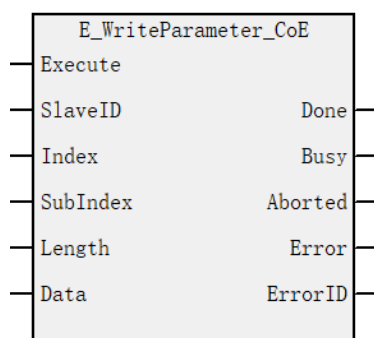 E_WriteParameter_CoE
Execute
SlaveID Done
Index Busy
SubIndex Aborted
Length Error
Data ErrorID